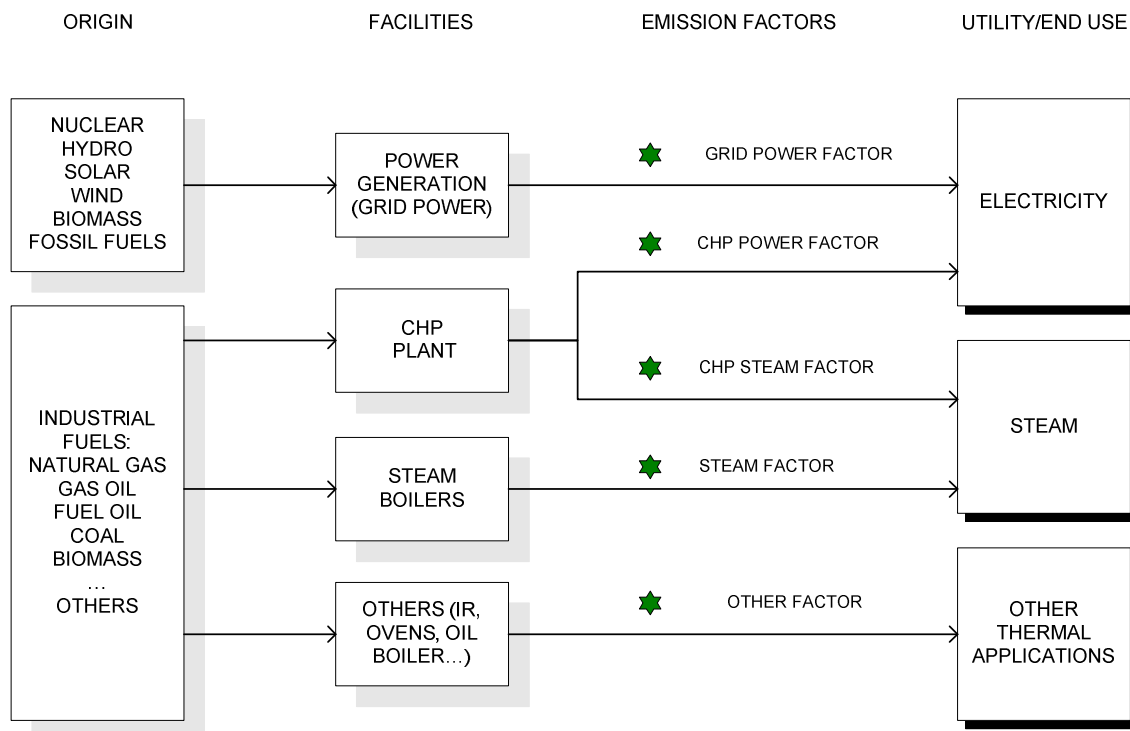 ORIGIN
FACILITIES
EMISSION FACTORS
UTILITY/END USE
NUCLEAR
HYDRO
SOLAR
WIND
BIOMASS
FOSSIL FUELS
POWER
GENERATION
(GRID POWER)
GRID POWER FACTOR
CHP POWER FACTOR
ELECTRICITY
INDUSTRIAL
FUELS:
NATURAL GAS
GAS OIL
FUEL OIL
COAL
BIOMASS
...
OTHERS
CHP
PLANT
CHP STEAM FACTOR
STEAM
BOILERS
STEAM FACTOR
STEAM
OTHERS (IR,
OVENS, OIL
BOILER...)
OTHER FACTOR
OTHER
THERMAL
APPLICATIONS